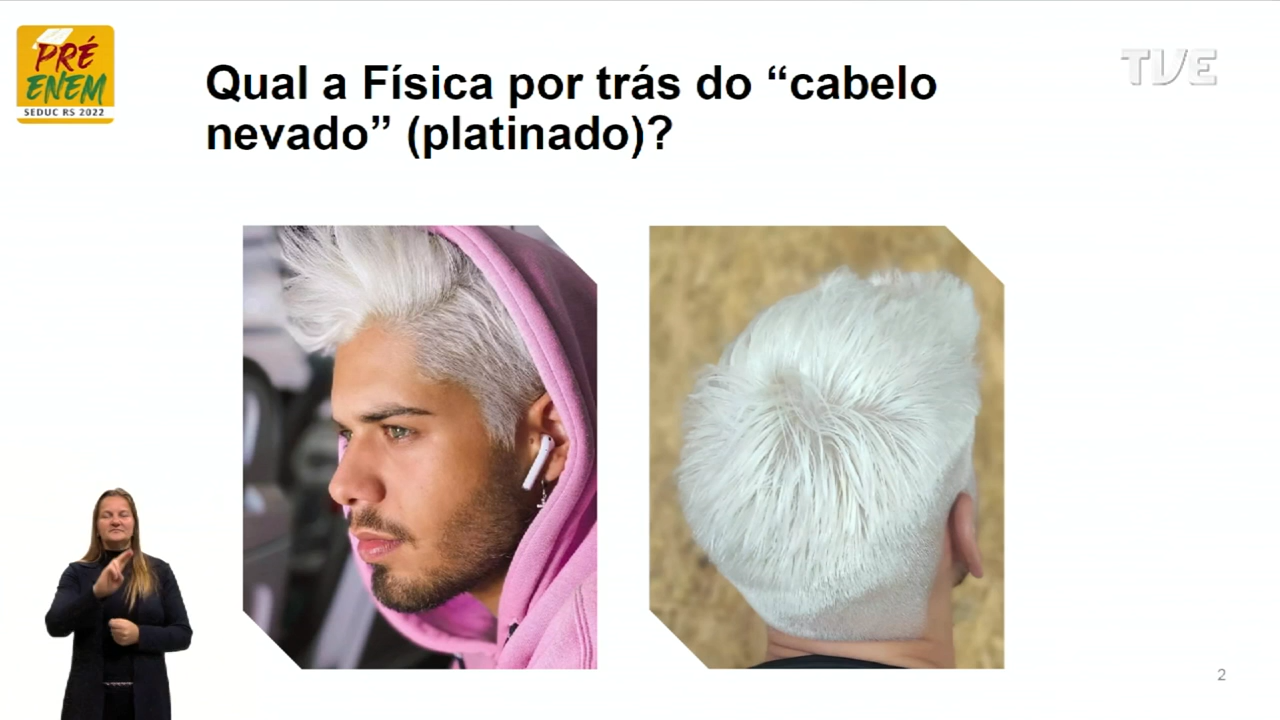 PRÉ
ENEM
SEDUC RS 2022
TVE
Qual a Física por trás do “cabelo
nevado” (platinado)?
2